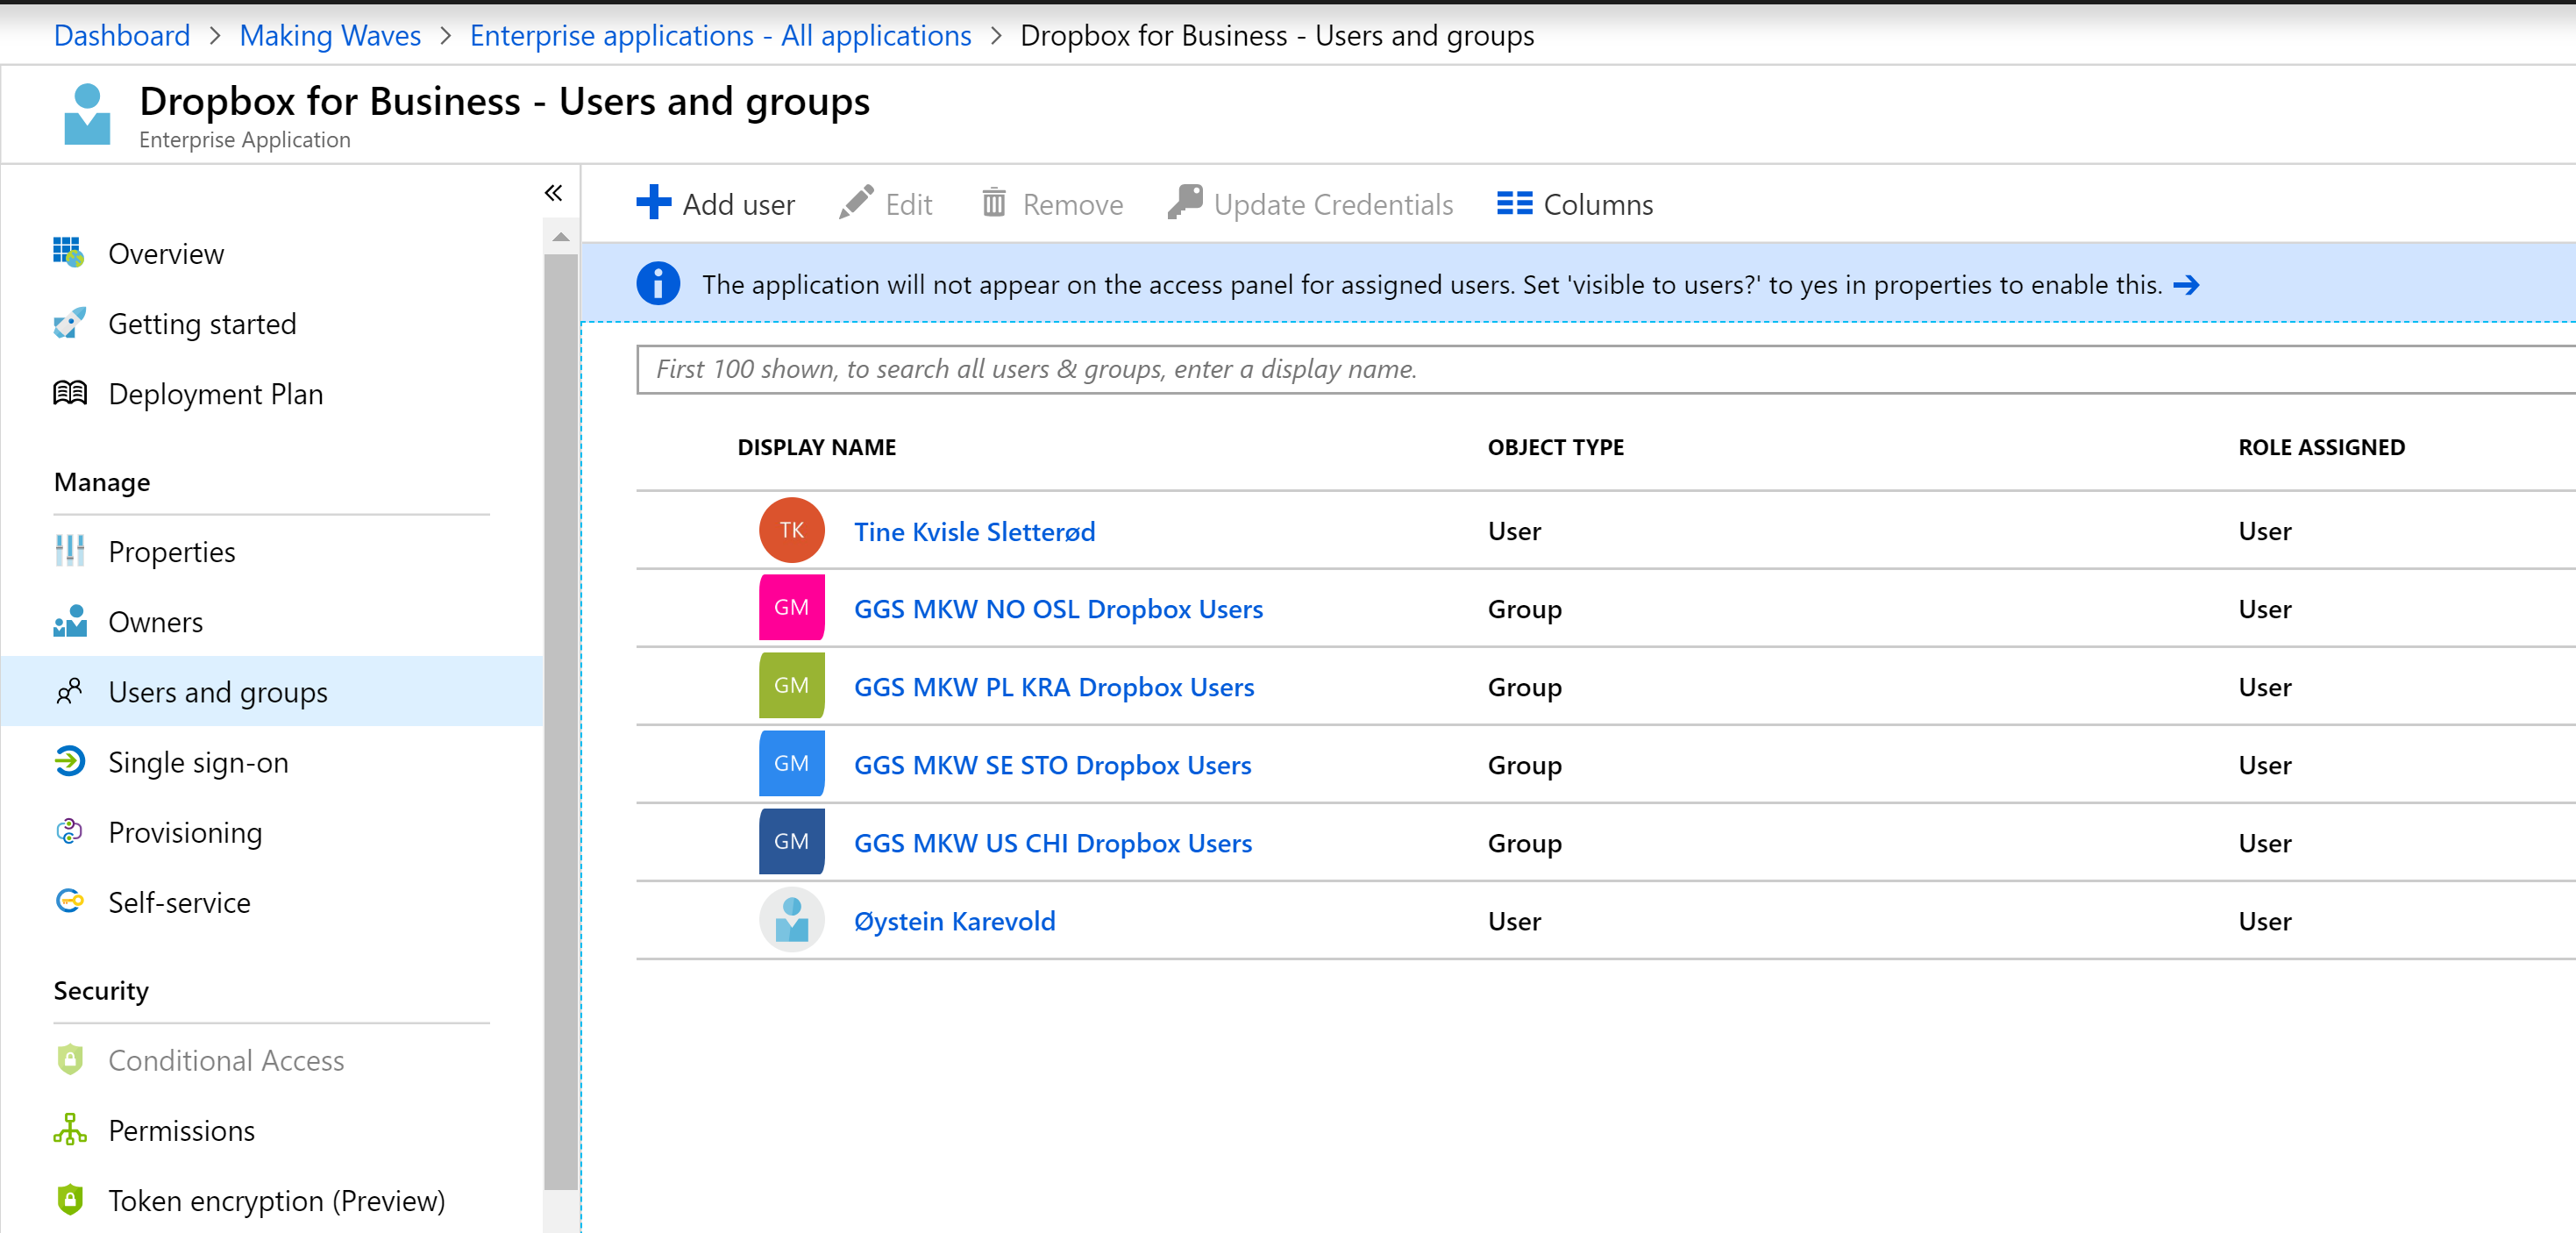 Dashboard > Making Waves > Enterprise applications - All applications > Dropbox for Business - Users and groups
Dropbox for Business - Users and groups
Enterprise Application
Overview
Getting started
Deployment Plan
Manage
Properties
Owners
Users and groups
Single sign-on
Provisioning
Self-service
Security
Conditional Access
Permissions
Token encryption (Preview)
Add user Edit Remove Update Credentials Columns
The application will not appear on the access panel for assigned users. Set 'visible to users?' to yes in properties to enable this. →
First 100 shown, to search all users & groups, enter a display name.
DISPLAY NAME OBJECT TYPE ROLE ASSIGNED
TK Tine Kvisle Sletterød User User
GM GGS MKW NO OSL Dropbox Users Group User
GM GGS MKW PL KRA Dropbox Users Group User
GM GGS MKW SE STO Dropbox Users Group User
GM GGS MKW US CHI Dropbox Users Group User
Øystein Karevold User User